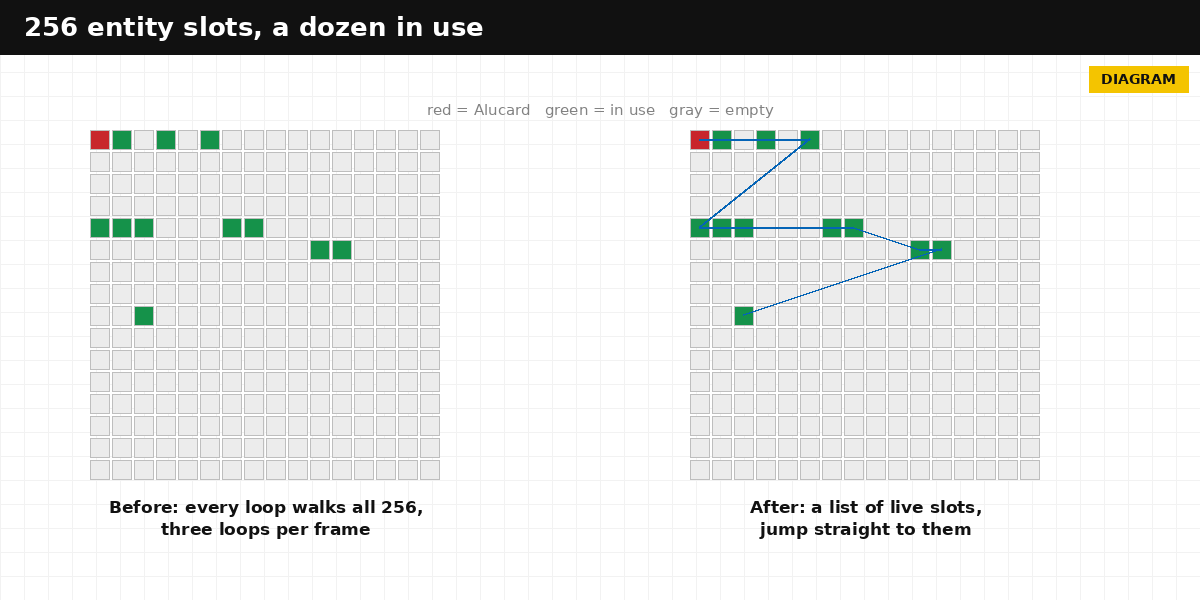 256 entity slots, a dozen in use
DIAGRAM
red = Alucard   green = in use   gray = empty
Before: every loop walks all 256,
three loops per frame
After: a list of live slots,
jump straight to them